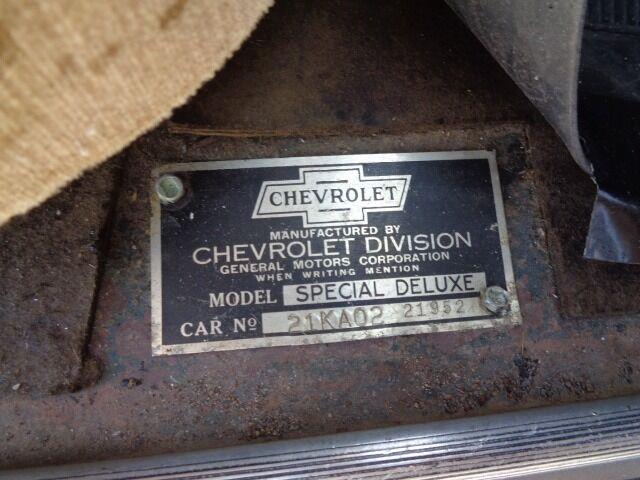 CHEVROLET
MANUFACTURED BY
CHEVROLET DIVISION
GENERAL MOTORS CORPORATION
WHEN WRITING MENTION
MODEL SPECIAL DELUXE
CAR Nº 21KA02 21952